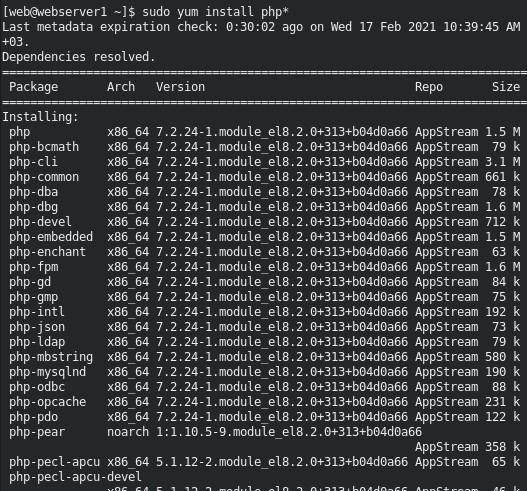 [web@webserver1 ~]$ sudo yum install php*
Last metadata expiration check: 0:30:02 ago on Wed 17 Feb 2021 10:39:45 AM
+03.
Dependencies resolved.
================================================================================
Package Arch Version Repo Size
================================================================================
Installing:
php x86_64 7.2.24-1.module_el8.2.0+313+b04d0a66 AppStream 1.5 M
php-bcmath x86_64 7.2.24-1.module_el8.2.0+313+b04d0a66 AppStream 79 k
php-cli x86_64 7.2.24-1.module_el8.2.0+313+b04d0a66 AppStream 3.1 M
php-common x86_64 7.2.24-1.module_el8.2.0+313+b04d0a66 AppStream 661 k
php-dba x86_64 7.2.24-1.module_el8.2.0+313+b04d0a66 AppStream 78 k
php-dbg x86_64 7.2.24-1.module_el8.2.0+313+b04d0a66 AppStream 1.6 M
php-devel x86_64 7.2.24-1.module_el8.2.0+313+b04d0a66 AppStream 712 k
php-embedded x86_64 7.2.24-1.module_el8.2.0+313+b04d0a66 AppStream 1.5 M
php-enchant x86_64 7.2.24-1.module_el8.2.0+313+b04d0a66 AppStream 63 k
php-fpm x86_64 7.2.24-1.module_el8.2.0+313+b04d0a66 AppStream 1.6 M
php-gd x86_64 7.2.24-1.module_el8.2.0+313+b04d0a66 AppStream 84 k
php-gmp x86_64 7.2.24-1.module_el8.2.0+313+b04d0a66 AppStream 75 k
php-intl x86_64 7.2.24-1.module_el8.2.0+313+b04d0a66 AppStream 192 k
php-json x86_64 7.2.24-1.module_el8.2.0+313+b04d0a66 AppStream 73 k
php-ldap x86_64 7.2.24-1.module_el8.2.0+313+b04d0a66 AppStream 79 k
php-mbstring x86_64 7.2.24-1.module_el8.2.0+313+b04d0a66 AppStream 580 k
php-mysqlnd x86_64 7.2.24-1.module_el8.2.0+313+b04d0a66 AppStream 190 k
php-odbc x86_64 7.2.24-1.module_el8.2.0+313+b04d0a66 AppStream 88 k
php-opcache x86_64 7.2.24-1.module_el8.2.0+313+b04d0a66 AppStream 231 k
php-pdo x86_64 7.2.24-1.module_el8.2.0+313+b04d0a66 AppStream 122 k
php-pear noarch 1:1.10.5-9.module_el8.2.0+313+b04d0a66
AppStream 358 k
php-pecl-apcu x86_64 5.1.12-2.module_el8.2.0+313+b04d0a66 AppStream 65 k
php-pecl-apcu-devel
x86_64 5.1.12-2.module_el8.2.0+313+b04d0a66 AppStream 46 k